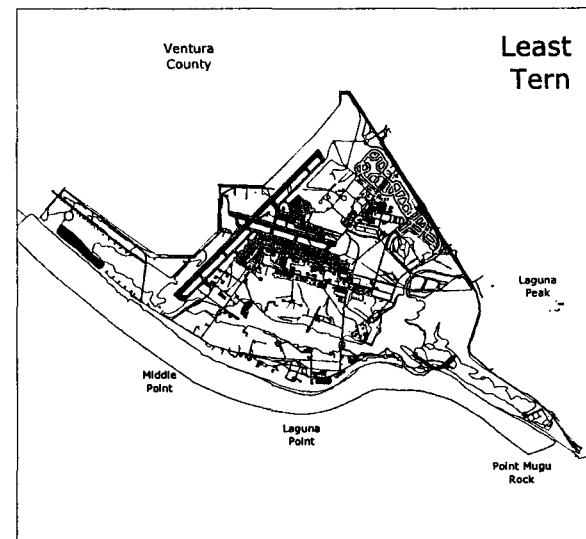 Ventura
County
Least
Tern
Laguna
Peak
Middle
Point
Laguna
Point
Point Mugu
Rock